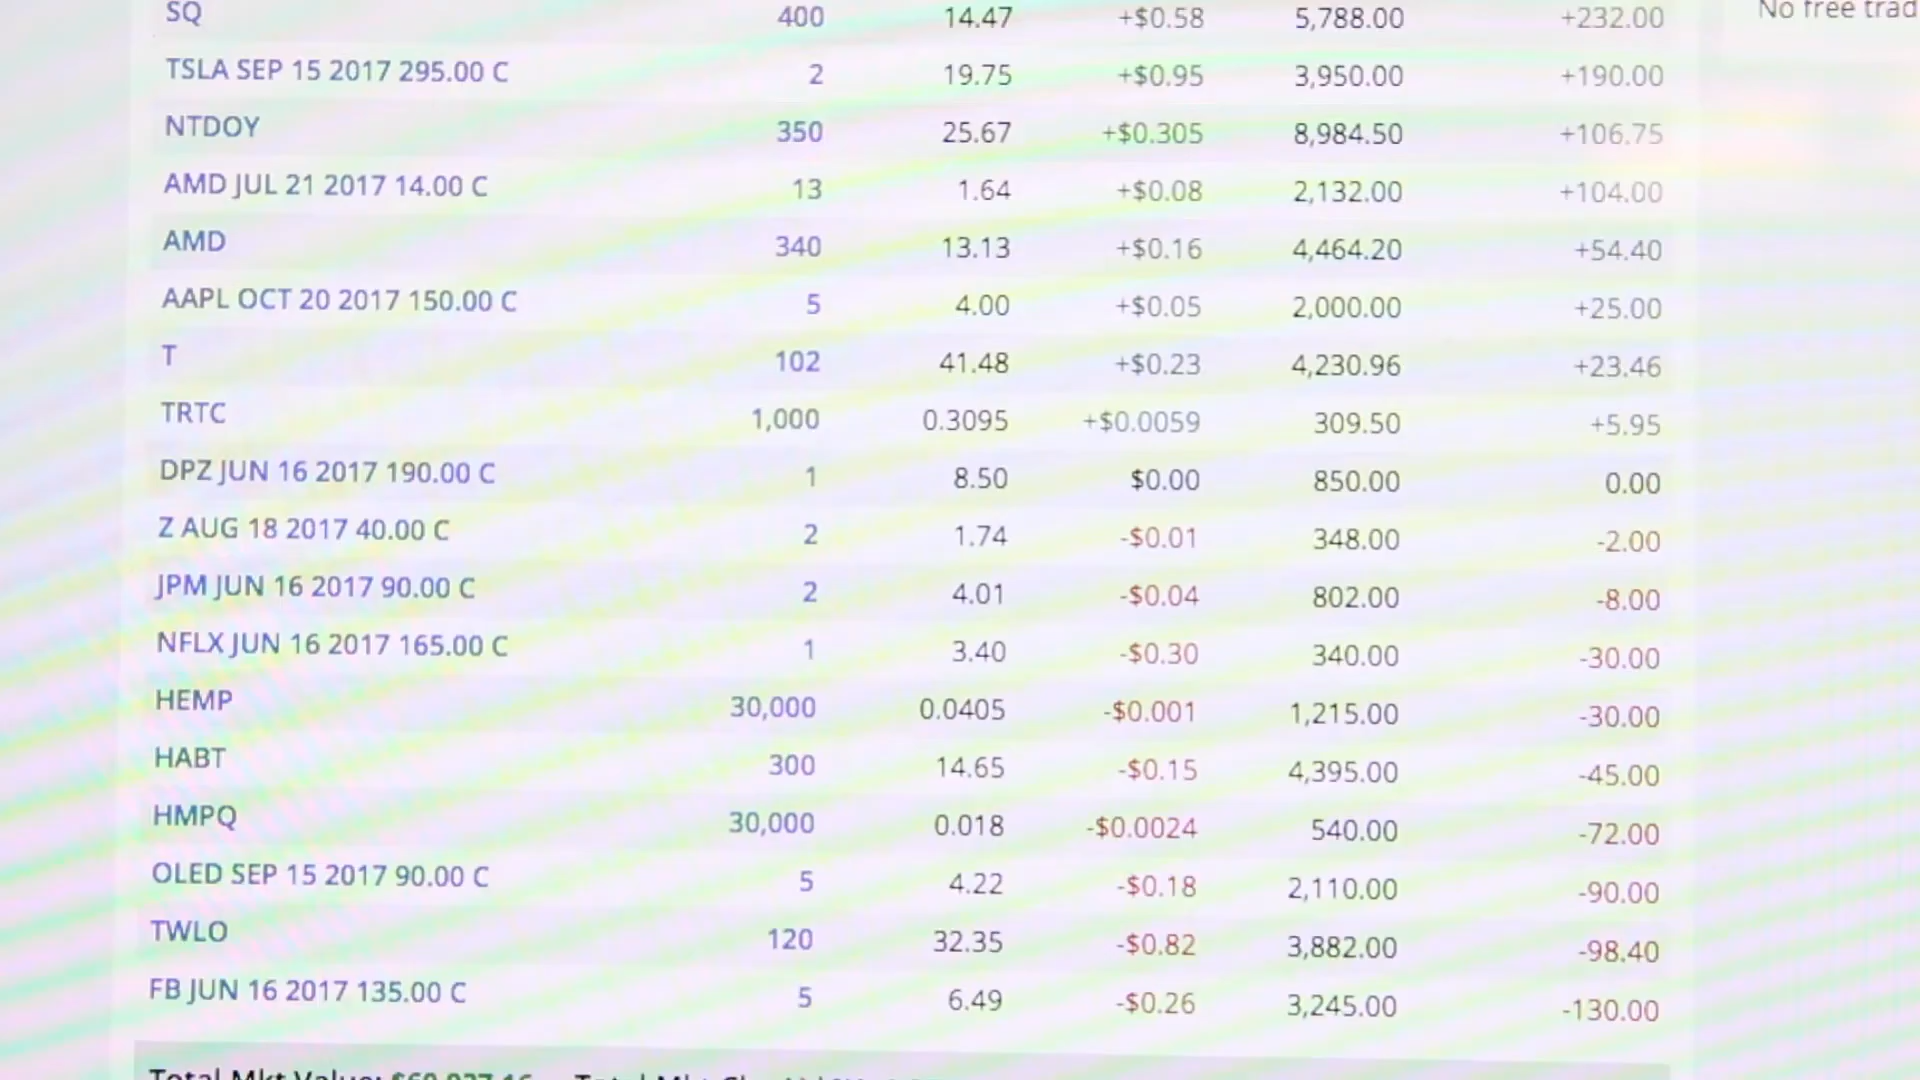 SQ 400 14.47 +$0.58 5,788.00 +232.00 No free trad
TSLA SEP 15 2017 295.00 C 2 19.75 +$0.95 3,950.00 +190.00
NTDOY 350 25.67 +$0.305 8,984.50 +106.75
AMD JUL 21 2017 14.00 C 13 1.64 +$0.08 2,132.00 +104.00
AMD 340 13.13 +$0.16 4,464.20 +54.40
AAPL OCT 20 2017 150.00 C 5 4.00 +$0.05 2,000.00 +25.00
T 102 41.48 +$0.23 4,230.96 +23.46
TRTC 1,000 0.3095 +$0.0059 309.50 +5.95
DPZ JUN 16 2017 190.00 C 1 8.50 $0.00 850.00 0.00
Z AUG 18 2017 40.00 C 2 1.74 -$0.01 348.00 -2.00
JPM JUN 16 2017 90.00 C 2 4.01 -$0.04 802.00 -8.00
NFLX JUN 16 2017 165.00 C 1 3.40 -$0.30 340.00 -30.00
HEMP 30,000 0.0405 -$0.001 1,215.00 -30.00
HABT 300 14.65 -$0.15 4,395.00 -45.00
HMPQ 30,000 0.018 -$0.0024 540.00 -72.00
OLED SEP 15 2017 90.00 C 5 4.22 -$0.18 2,110.00 -90.00
TWLO 120 32.35 -$0.82 3,882.00 -98.40
FB JUN 16 2017 135.00 C 5 6.49 -$0.26 3,245.00 -130.00
Total Mkt Value: Total Mkt